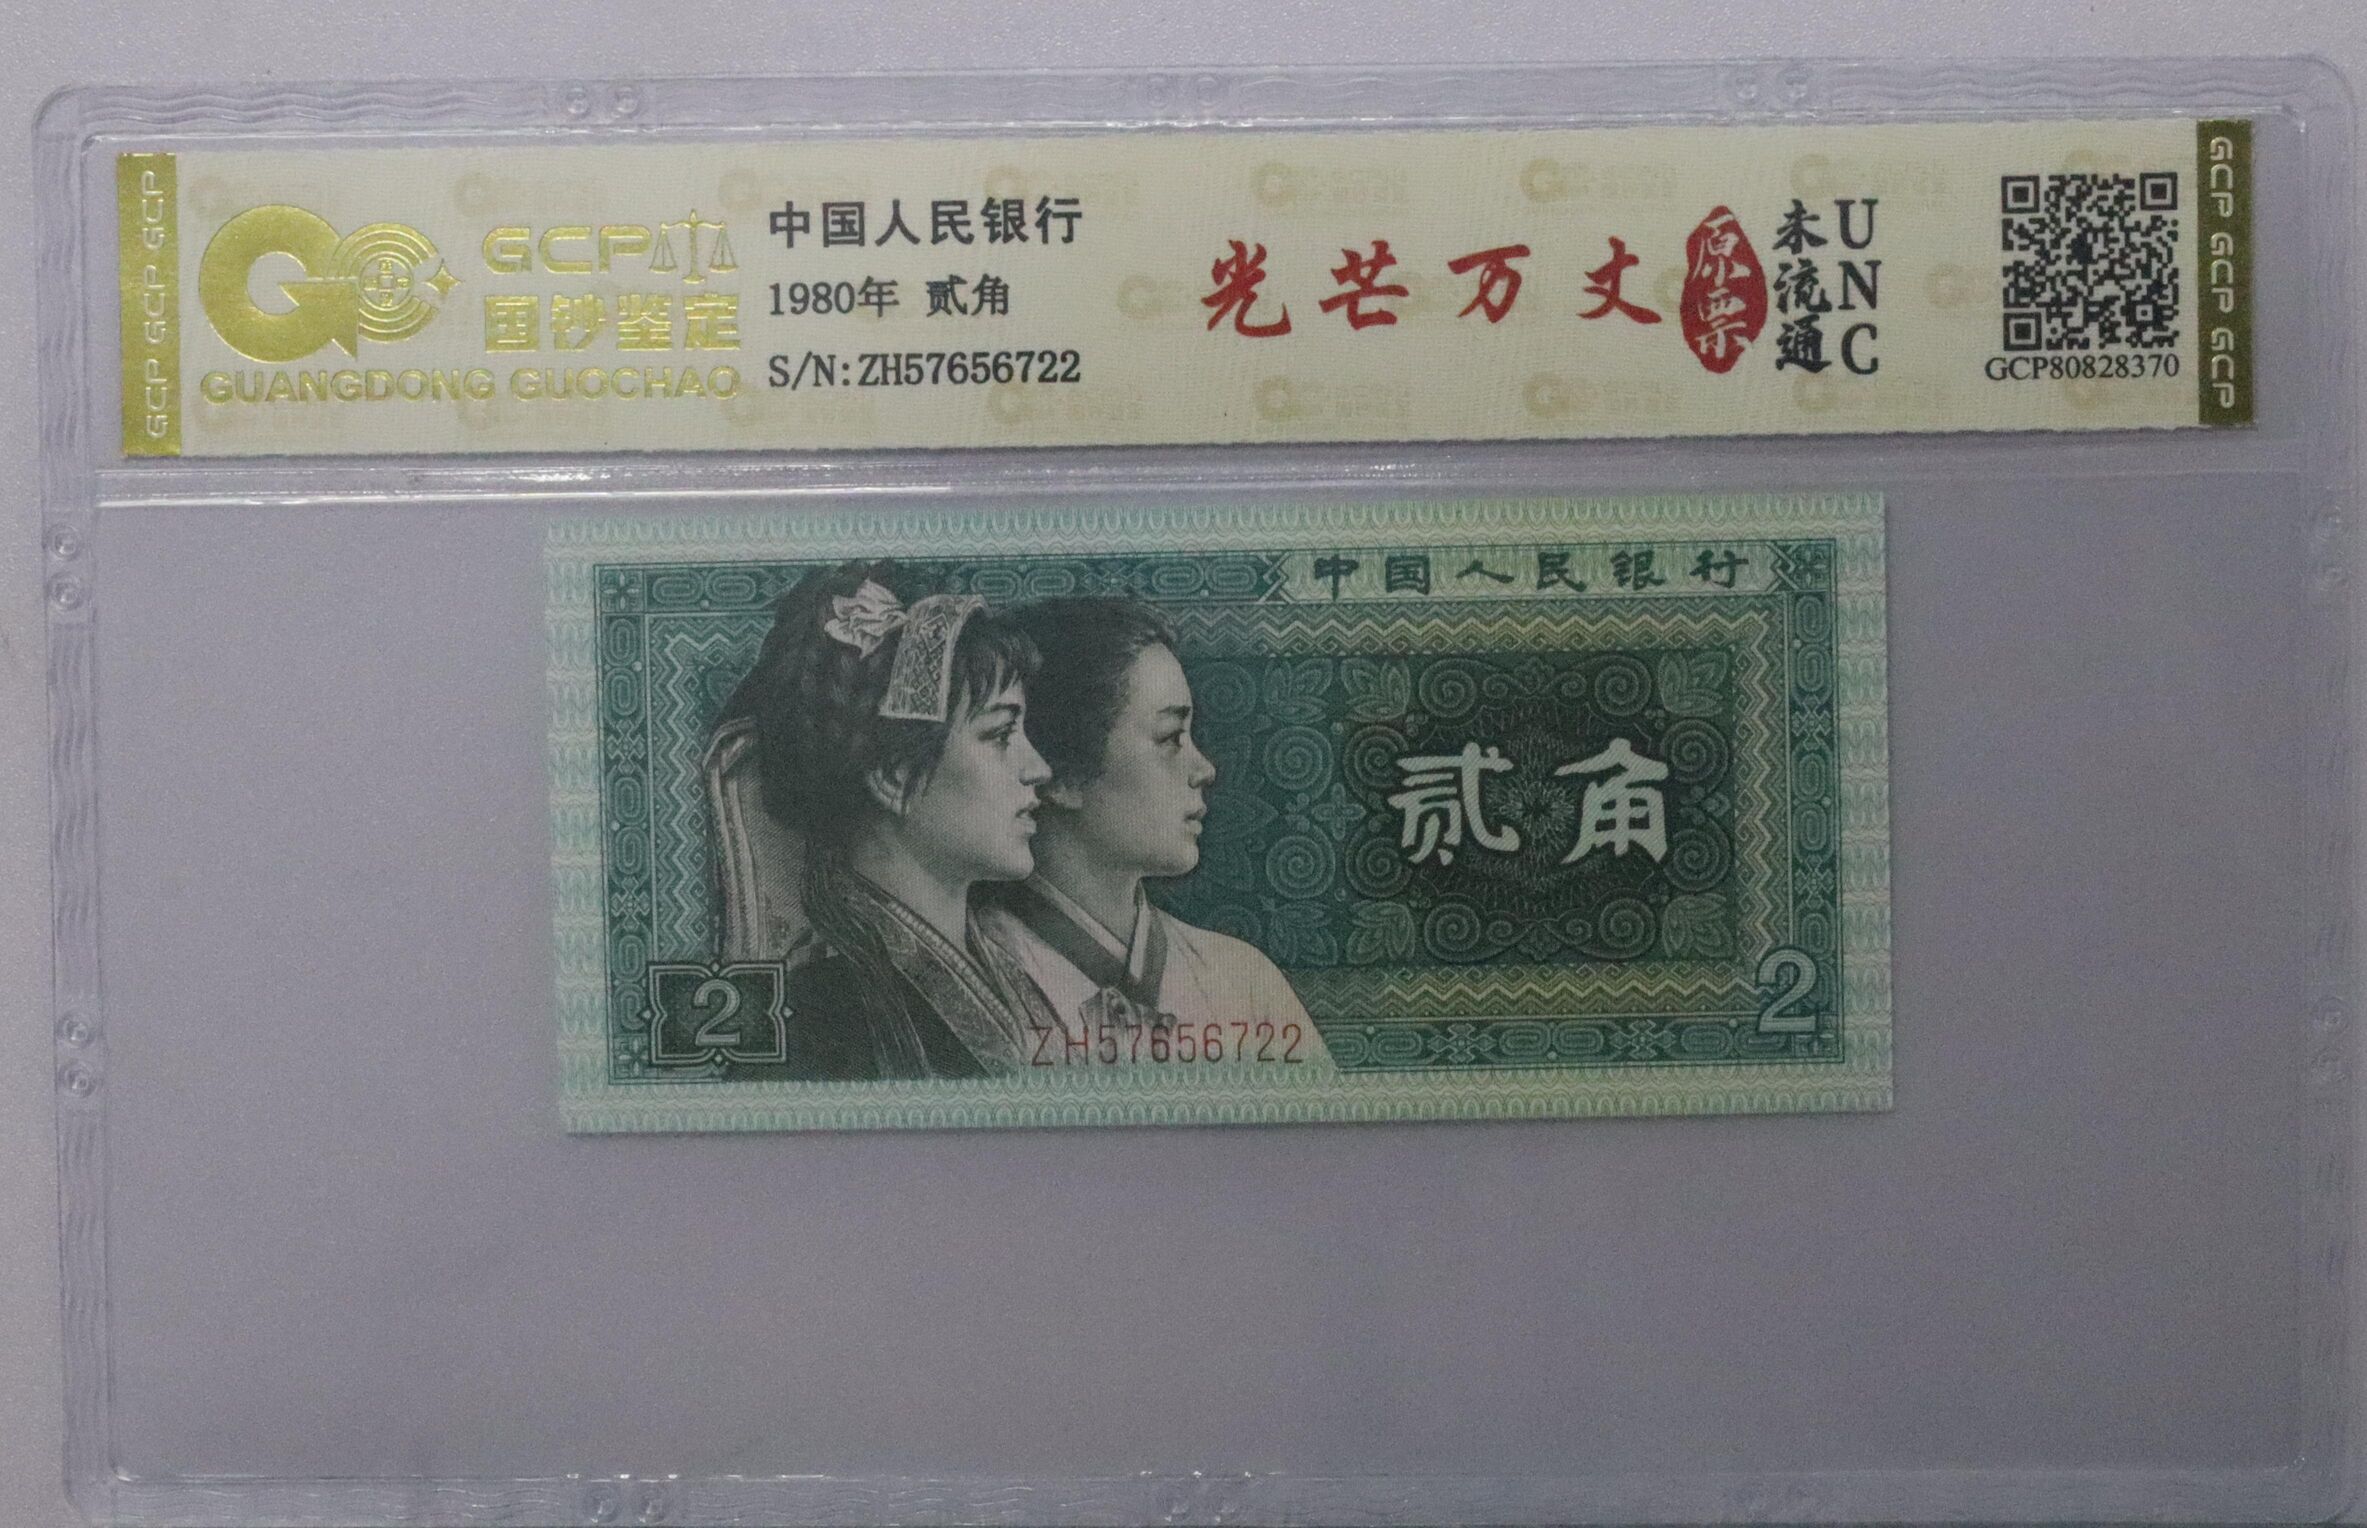 GCP GCP GCP
GCP
国钞鉴定
GUANGDONG GUOCHAO
中国人民银行
1980年 贰角
S/N:ZH57656722
光芒万丈
原票
未流通
UNC
GCP80828370
GCP GCP GCP
中国人民银行
贰角
2
2
ZH57656722